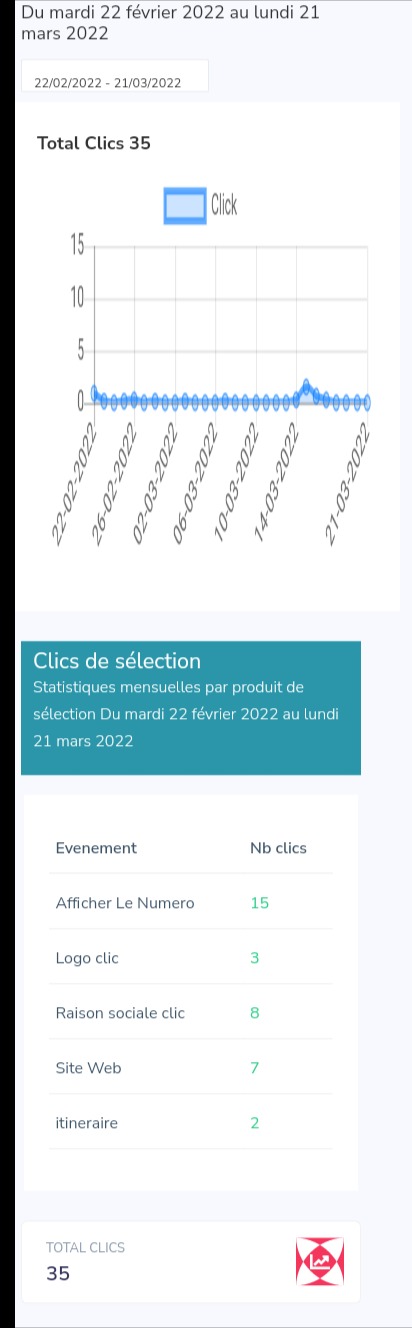 Du mardi 22 février 2022 au lundi 21
mars 2022
22/02/2022 - 21/03/2022
Total Clics 35
Click
15
10
5
0
22-02-2022
26-02-2022
02-03-2022
06-03-2022
10-03-2022
14-03-2022
21-03-2022
Clics de sélection
Statistiques mensuelles par produit de
sélection Du mardi 22 février 2022 au lundi
21 mars 2022
Evenement Nb clics
Afficher Le Numero 15
Logo clic 3
Raison sociale clic 8
Site Web 7
itineraire 2
TOTAL CLICS
35